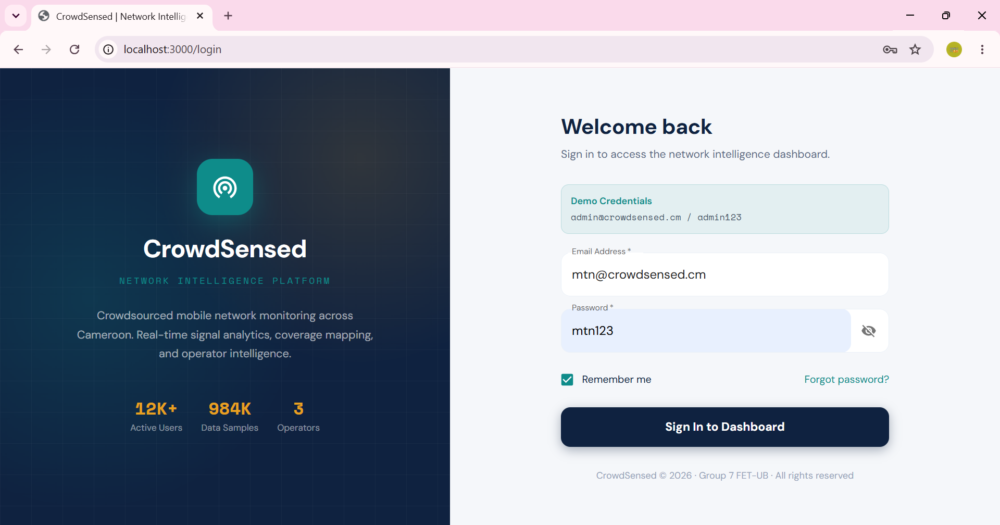 CrowdSensed | Network Intellig
localhost:3000/login
CrowdSensed
NETWORK INTELLIGENCE PLATFORM
Crowdsourced mobile network monitoring across
Cameroon. Real-time signal analytics, coverage mapping,
and operator intelligence.
12K+ 984K 3
Active Users Data Samples Operators
Welcome back
Sign in to access the network intelligence dashboard.
Demo Credentials
admin@crowdsensed.cm / admin123
Email Address *
mtn@crowdsensed.cm
Password *
mtn123
Remember me Forgot password?
Sign In to Dashboard
CrowdSensed © 2026 · Group 7 FET-UB · All rights reserved